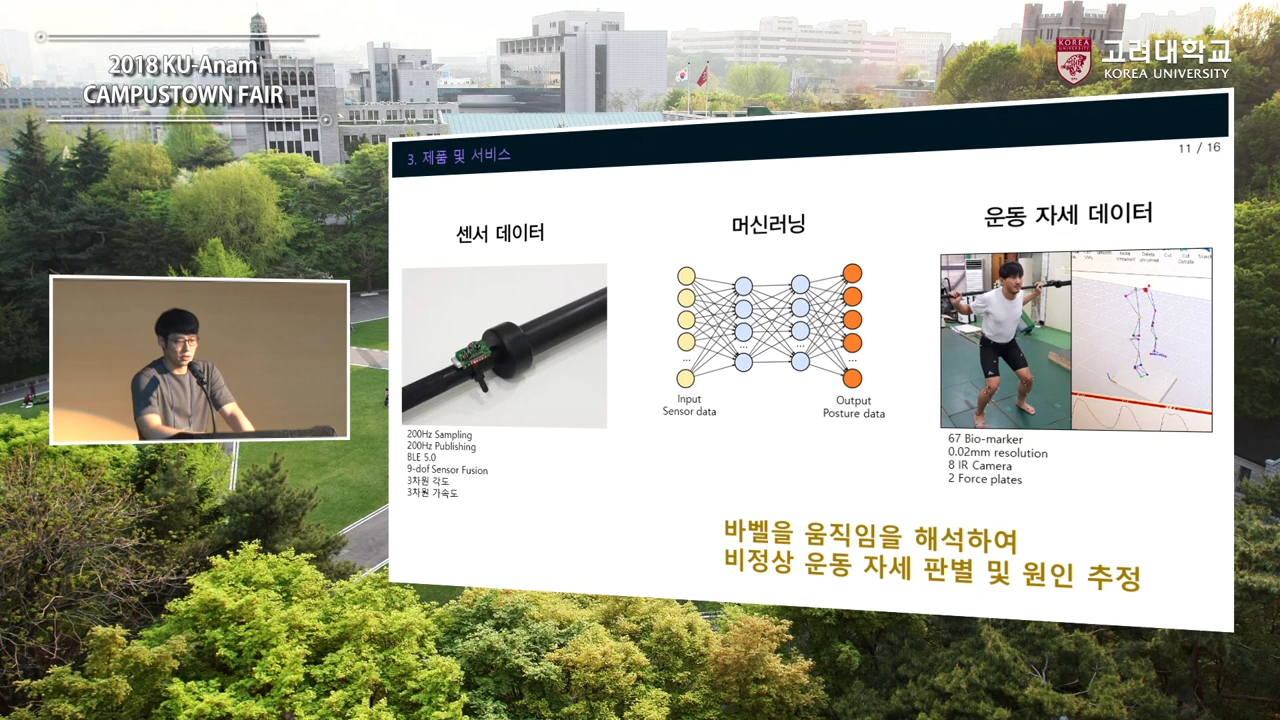 2018 KU-Anam
CAMPUSTOWN FAIR
KOREA
고려대학교
KOREA UNIVERSITY
3. 제품 및 서비스
11 / 16
센서 데이터
머신러닝
운동 자세 데이터
...
...
...
...
Input
Sensor data
Output
Posture data
200Hz Sampling
200Hz Publishing
BLE 5.0
9-dof Sensor Fusion
3차원 각도
3차원 가속도
67 Bio-marker
0.02mm resolution
8 IR Camera
2 Force plates
바벨을 움직임을 해석하여
비정상 운동 자세 판별 및 원인 추정